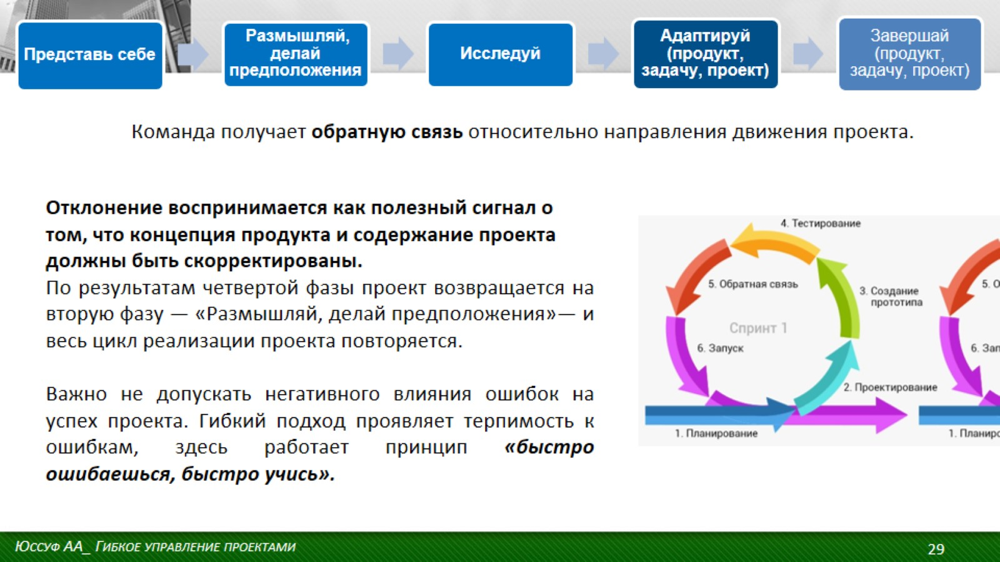 Представь себе
Размышляй,
делай
предположения
Исследуй
Адаптируй
(продукт,
задачу, проект)
Завершай
(продукт,
задачу, проект)
Команда получает обратную связь относительно направления движения проекта.
Отклонение воспринимается как полезный сигнал о
том, что концепция продукта и содержание проекта
должны быть скорректированы.
По результатам четвертой фазы проект возвращается на
вторую фазу — «Размышляй, делай предположения»— и
весь цикл реализации проекта повторяется.
Важно не допускать негативного влияния ошибок на
успех проекта. Гибкий подход проявляет терпимость к
ошибкам, здесь работает принцип «быстро
ошибаешься, быстро учись».
4. Тестирование
5. Обратная связь
3. Создание
прототипа
Спринт 1
6. Запуск
2. Проектирование
1. Планирование
5. О
6. Зап
1. Планиро
Юссуф АА_ Гибкое управление проектами
29